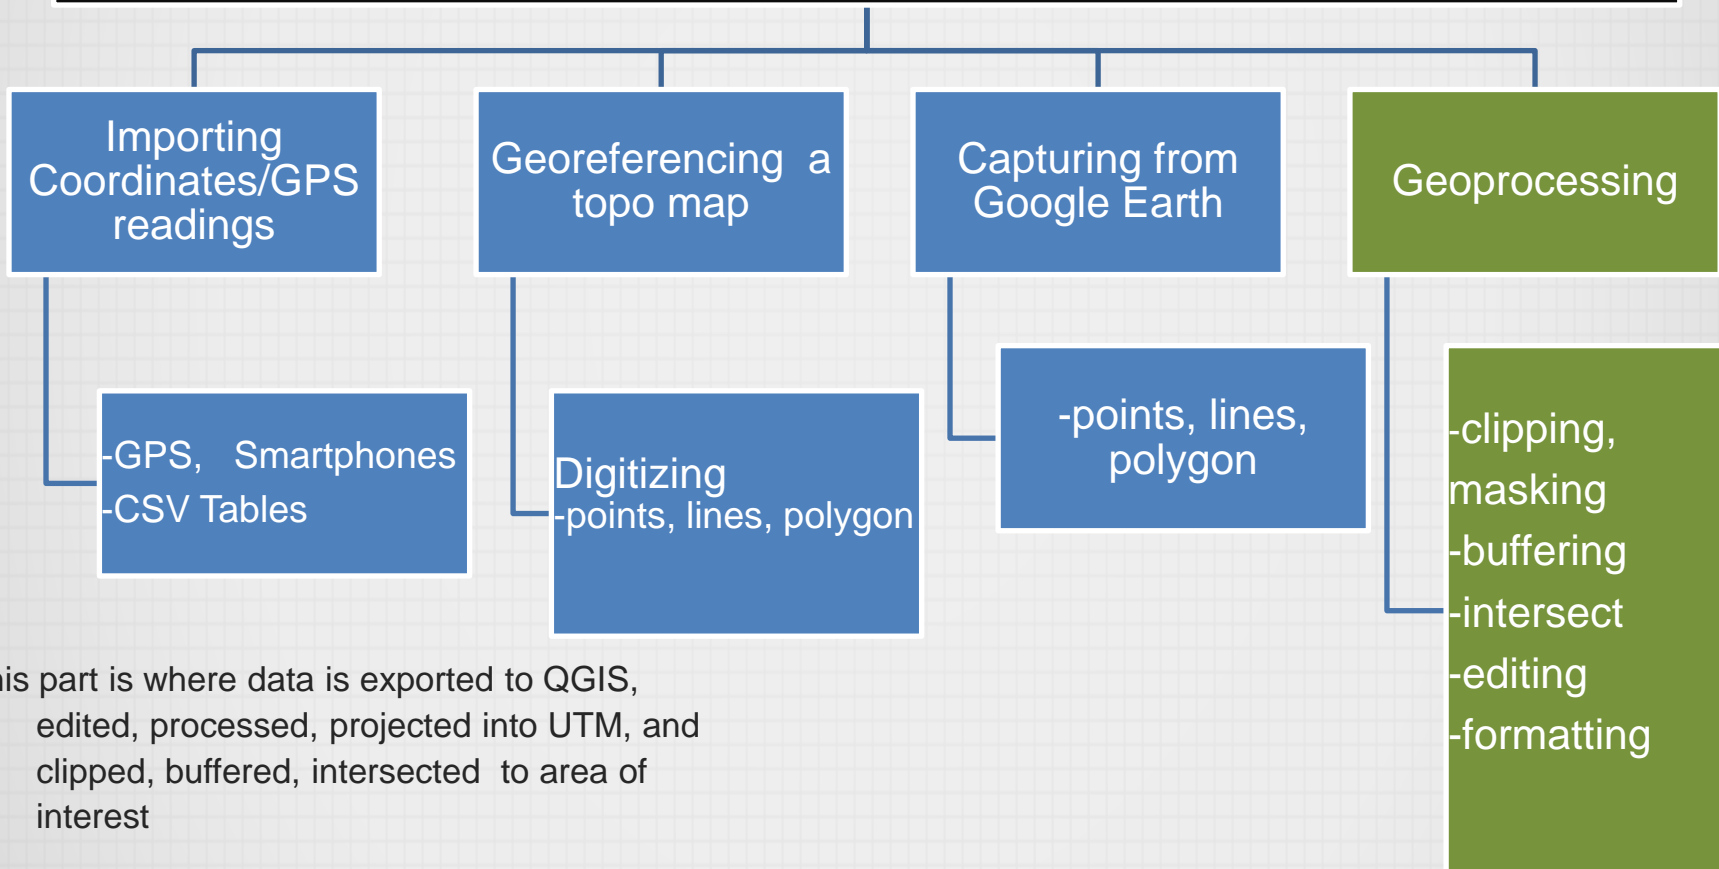 Importing
Coordinates/GPS
readings
Georeferencing a
topo map
Capturing from
Google Earth
Geoprocessing
-GPS, Smartphones
-CSV Tables
Digitizing
-points, lines, polygon
-points, lines,
polygon
-clipping,
masking
-buffering
-intersect
-editing
-formatting
his part is where data is exported to QGIS,
edited, processed, projected into UTM, and
clipped, buffered, intersected to area of
interest